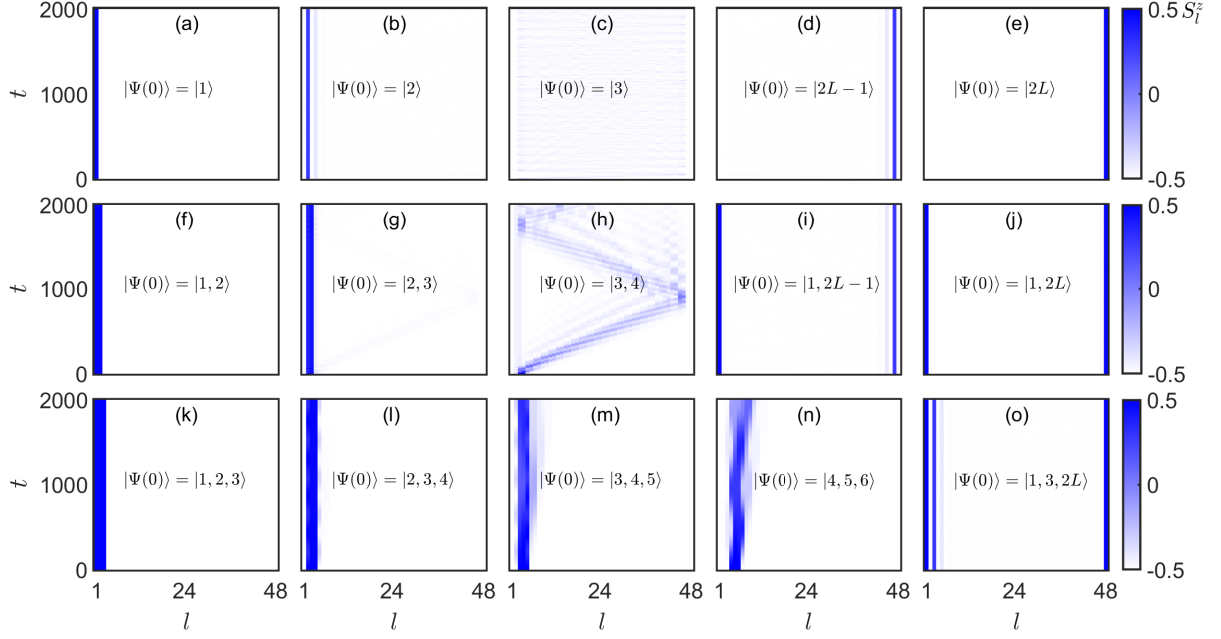 (a) (b) (c) (d) (e)
2000 1000 0
t
|Ψ(0)⟩ = |1⟩ |Ψ(0)⟩ = |2⟩ |Ψ(0)⟩ = |3⟩ |Ψ(0)⟩ = |2L − 1⟩ |Ψ(0)⟩ = |2L⟩
0.5 0 -0.5
S_l^z
(f) (g) (h) (i) (j)
2000 1000 0
t
|Ψ(0)⟩ = |1, 2⟩ |Ψ(0)⟩ = |2, 3⟩ |Ψ(0)⟩ = |3, 4⟩ |Ψ(0)⟩ = |1, 2L − 1⟩ |Ψ(0)⟩ = |1, 2L⟩
0.5 0 -0.5
(k) (l) (m) (n) (o)
2000 1000 0
t
|Ψ(0)⟩ = |1, 2, 3⟩ |Ψ(0)⟩ = |2, 3, 4⟩ |Ψ(0)⟩ = |3, 4, 5⟩ |Ψ(0)⟩ = |4, 5, 6⟩ |Ψ(0)⟩ = |1, 3, 2L⟩
0.5 0 -0.5
1 24 48 1 24 48 1 24 48 1 24 48 1 24 48
l l l l l